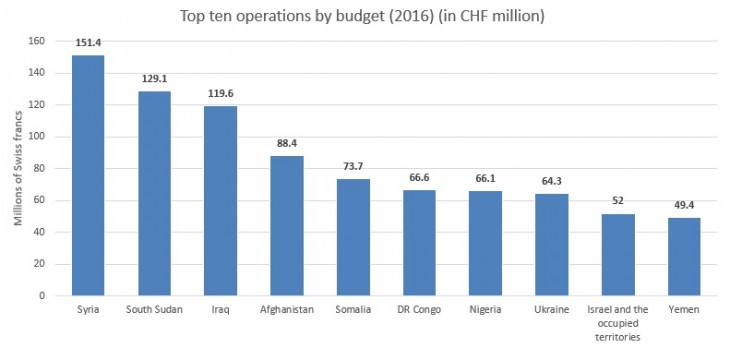 Top ten operations by budget (2016) (in CHF million)
Millions of Swiss francs
160
140
120
100
80
60
40
20
0
151.4
129.1
119.6
88.4
73.7
66.6
66.1
64.3
52
49.4
Syria
South Sudan
Iraq
Afghanistan
Somalia
DR Congo
Nigeria
Ukraine
Israel and the
occupied
territories
Yemen